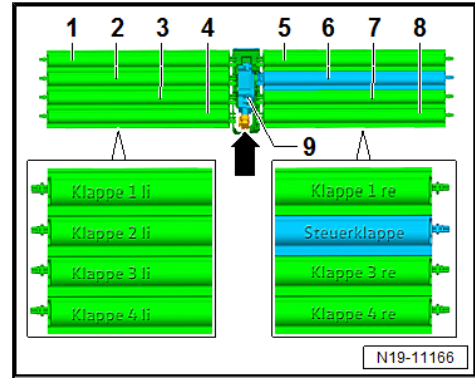 1 2 3 4 5 6 7 8
9
Klappe 1 li
Klappe 2 li
Klappe 3 li
Klappe 4 li
Klappe 1 re
Steuerklappe
Klappe 3 re
Klappe 4 re
N19-11166